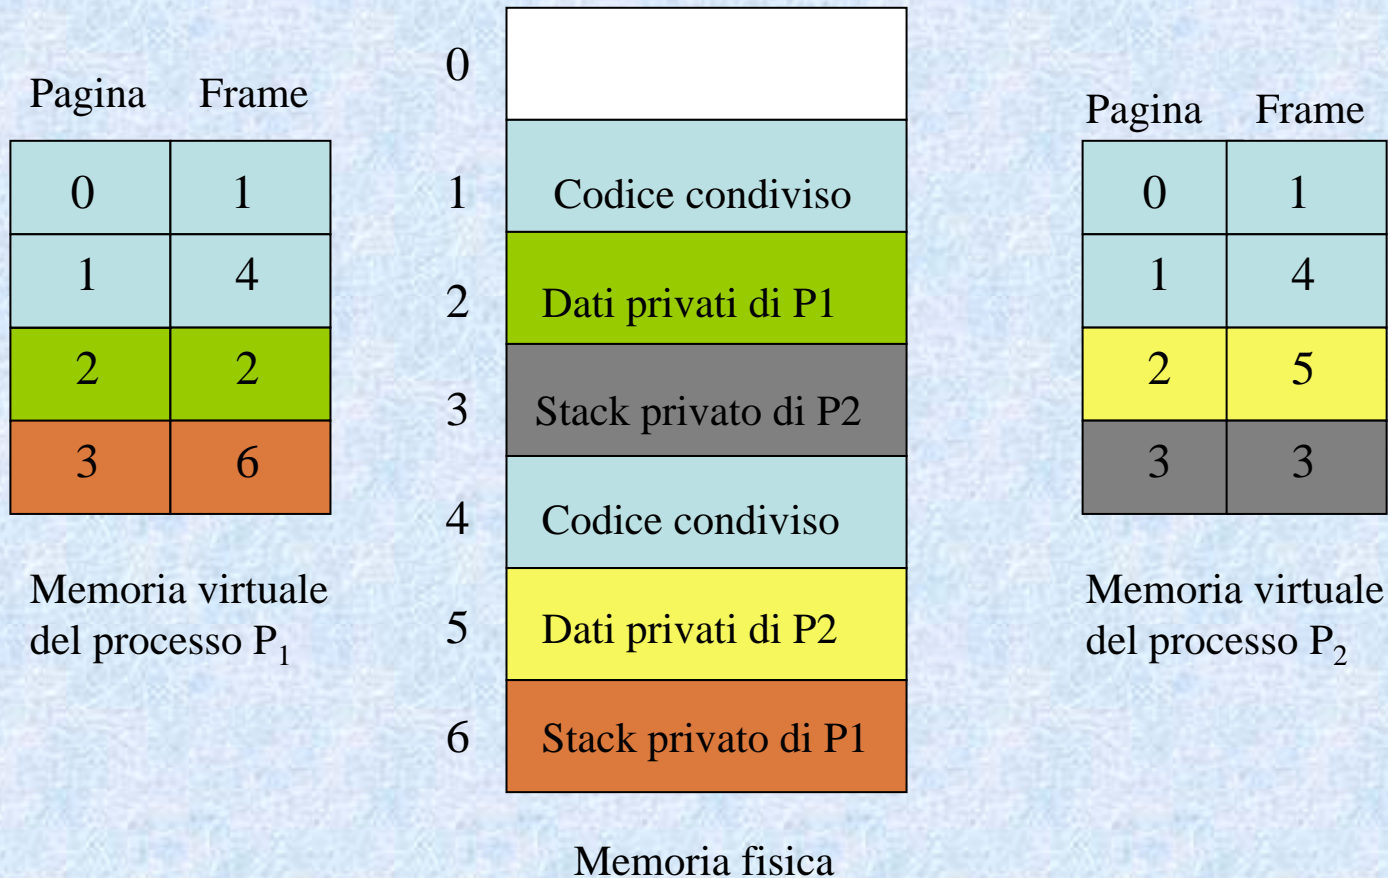 Pagina Frame
0 1
1 4
2 2
3 6
Memoria virtuale
del processo P₁
0
1 Codice condiviso
2 Dati privati di P1
3 Stack privato di P2
4 Codice condiviso
5 Dati privati di P2
6 Stack privato di P1
Memoria fisica
Pagina Frame
0 1
1 4
2 5
3 3
Memoria virtuale
del processo P₂